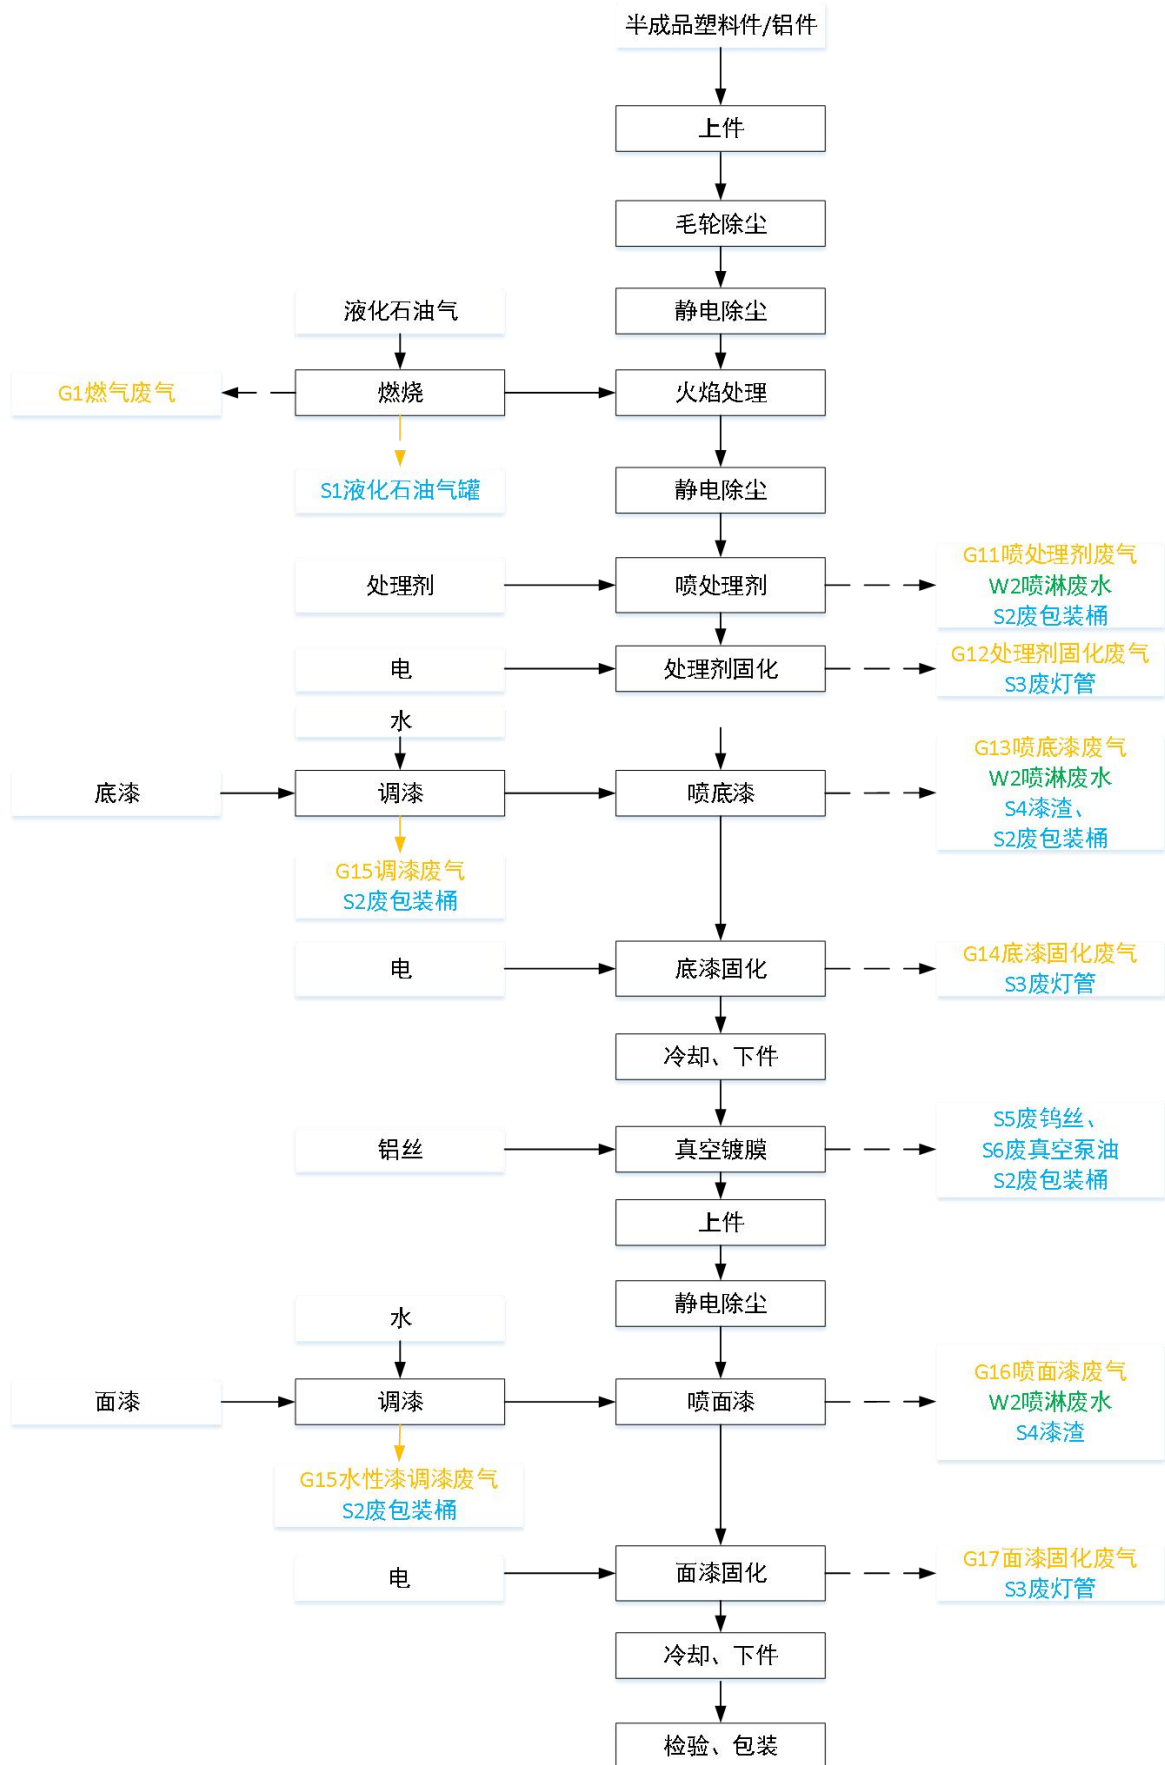 半成品塑料件/铝件
上件
毛轮除尘
液化石油气
静电除尘
G1燃气废气
燃烧
火焰处理
S1液化石油气罐
静电除尘
处理剂
喷处理剂
G11喷处理剂废气
W2喷淋废水
S2废包装桶
电
处理剂固化
G12处理剂固化废气
S3废灯管
水
底漆
调漆
喷底漆
G13喷底漆废气
W2喷淋废水
S4漆渣、
S2废包装桶
G15调漆废气
S2废包装桶
电
底漆固化
G14底漆固化废气
S3废灯管
冷却、下件
铝丝
真空镀膜
S5废钨丝、
S6废真空泵油
S2废包装桶
上件
静电除尘
水
面漆
调漆
喷面漆
G16喷面漆废气
W2喷淋废水
S4漆渣
G15水性漆调漆废气
S2废包装桶
电
面漆固化
G17面漆固化废气
S3废灯管
冷却、下件
检验、包装